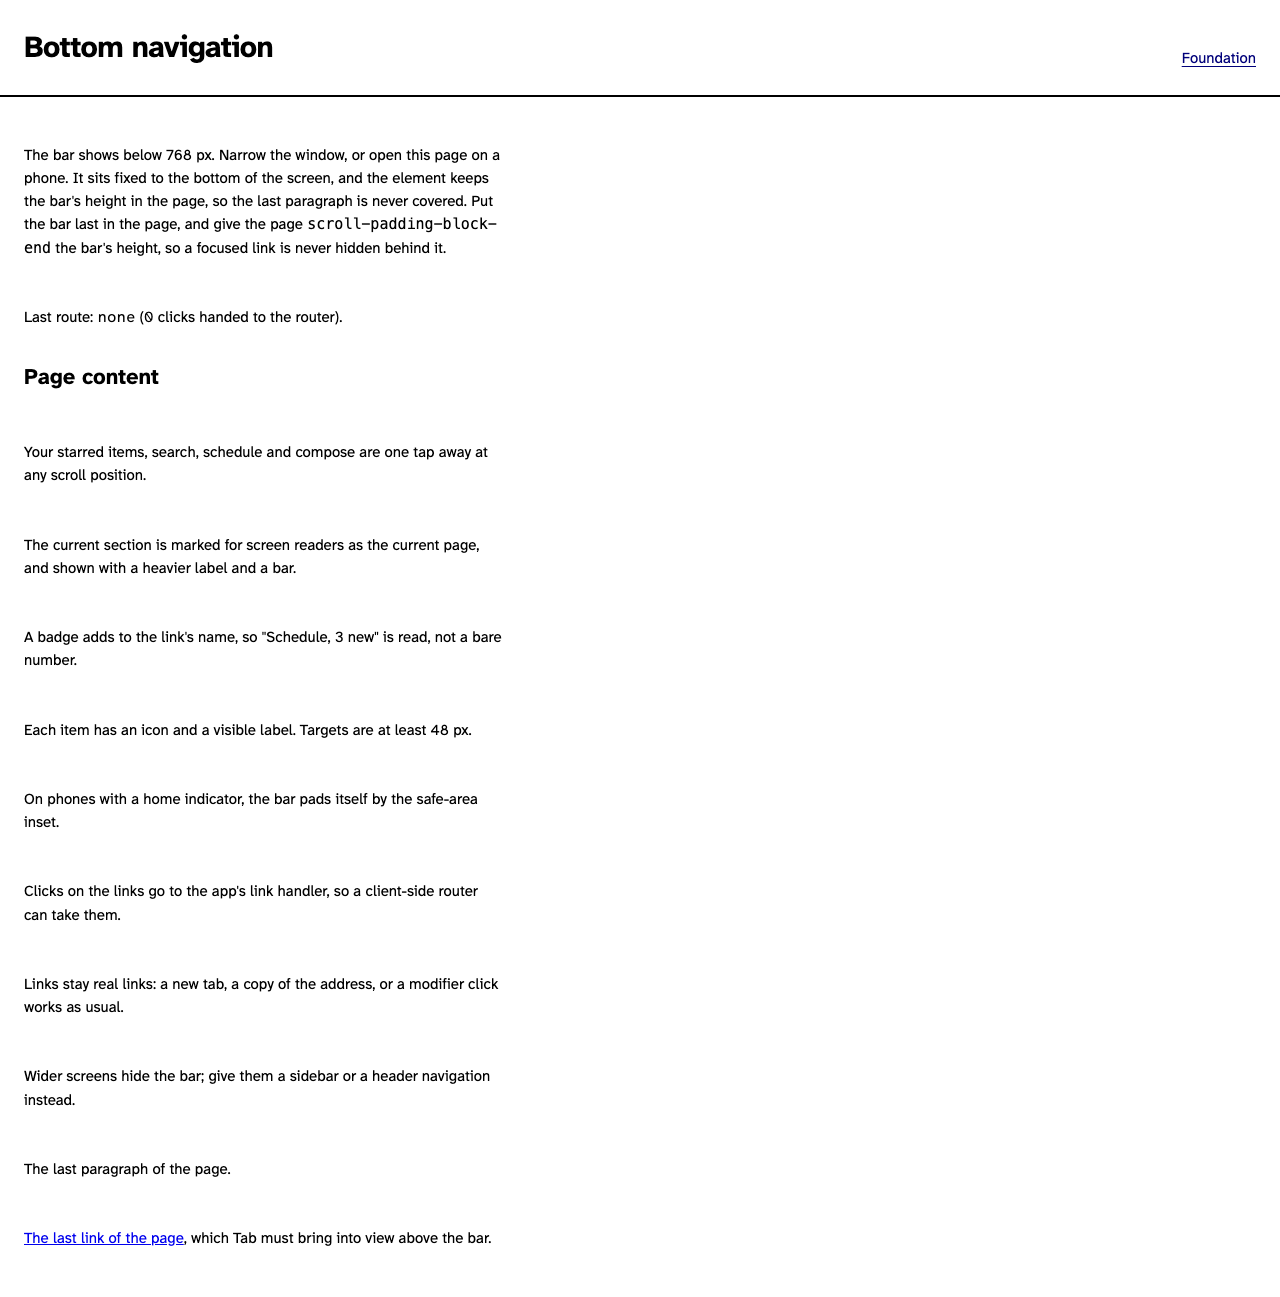 Bottom navigation
Foundation
The bar shows below 768 px. Narrow the window, or open this page on a
phone. It sits fixed to the bottom of the screen, and the element keeps
the bar's height in the page, so the last paragraph is never covered. Put
the bar last in the page, and give the page scroll-padding-block-
end the bar's height, so a focused link is never hidden behind it.
Last route: none (0 clicks handed to the router).
Page content
Your starred items, search, schedule and compose are one tap away at
any scroll position.
The current section is marked for screen readers as the current page,
and shown with a heavier label and a bar.
A badge adds to the link's name, so "Schedule, 3 new" is read, not a bare
number.
Each item has an icon and a visible label. Targets are at least 48 px.
On phones with a home indicator, the bar pads itself by the safe-area
inset.
Clicks on the links go to the app's link handler, so a client-side router
can take them.
Links stay real links: a new tab, a copy of the address, or a modifier click
works as usual.
Wider screens hide the bar; give them a sidebar or a header navigation
instead.
The last paragraph of the page.
The last link of the page, which Tab must bring into view above the bar.